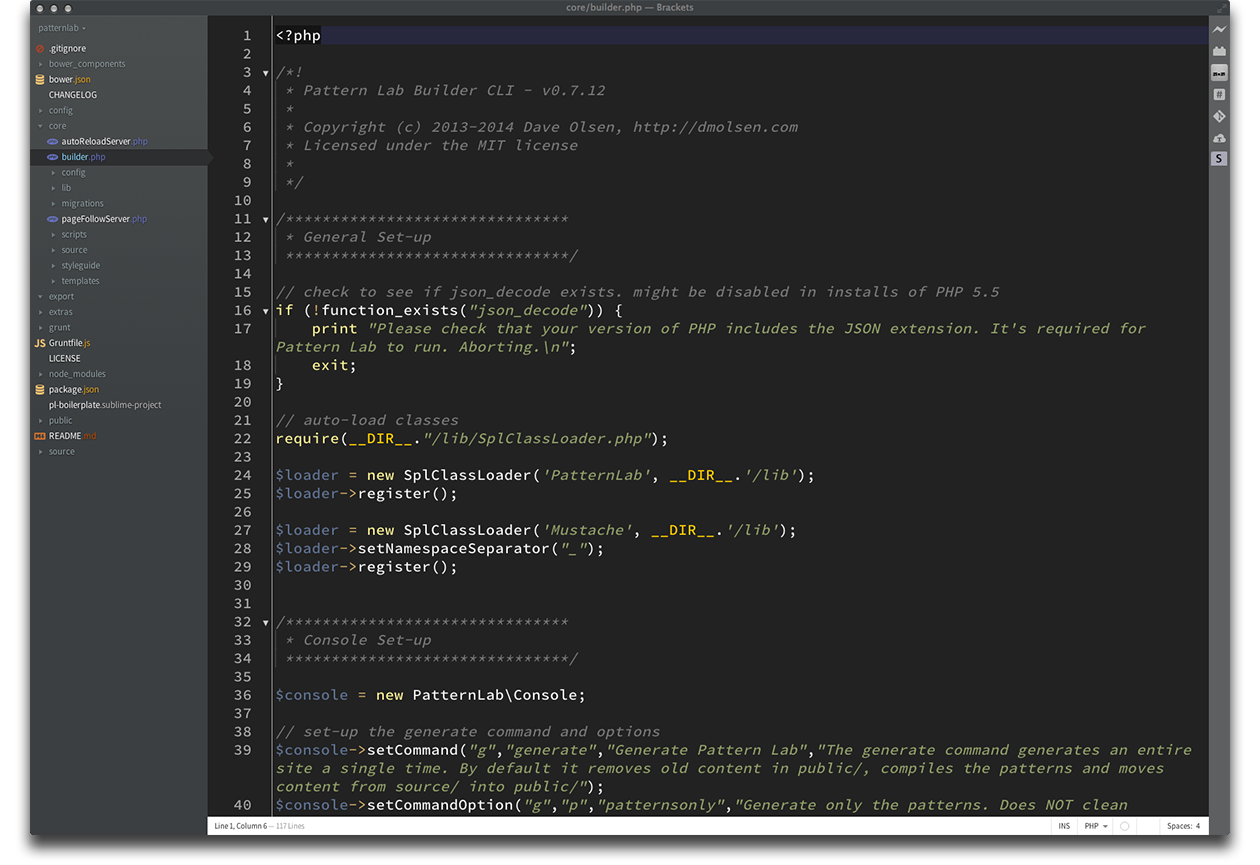 core/builder.php — Brackets
patternlab
.gitignore
bower_components
bower.json
CHANGELOG
config
core
autoReloadServer.php
builder.php
config
lib
migrations
pageFollowServer.php
scripts
source
styleguide
templates
export
extras
grunt
JS Gruntfile.js
LICENSE
node_modules
package.json
pl-boilerplate.sublime-project
public
README.md
source
1 <?php
2
3 /*!
4 * Pattern Lab Builder CLI - v0.7.12
5 *
6 * Copyright (c) 2013-2014 Dave Olsen, http://dmolsen.com
7 * Licensed under the MIT license
8 *
9 */
10
11 /*******************************
12 * General Set-up
13 *******************************/
14
15 // check to see if json_decode exists. might be disabled in installs of PHP 5.5
16 if (!function_exists("json_decode")) {
17 print "Please check that your version of PHP includes the JSON extension. It's required for
Pattern Lab to run. Aborting.\n";
18 exit;
19 }
20
21 // auto-load classes
22 require(__DIR__."/lib/SplClassLoader.php");
23
24 $loader = new SplClassLoader('PatternLab', __DIR__.'/lib');
25 $loader->register();
26
27 $loader = new SplClassLoader('Mustache', __DIR__.'/lib');
28 $loader->setNamespaceSeparator("_");
29 $loader->register();
30
31
32 /*******************************
33 * Console Set-up
34 *******************************/
35
36 $console = new PatternLab\Console;
37
38 // set-up the generate command and options
39 $console->setCommand("g","generate","Generate Pattern Lab","The generate command generates an entire
site a single time. By default it removes old content in public/, compiles the patterns and moves
content from source/ into public/");
40 $console->setCommandOption("g","p","patternsonly","Generate only the patterns. Does NOT clean
#
S
Line 1, Column 6 — 117 Lines
INS
PHP
Spaces: 4